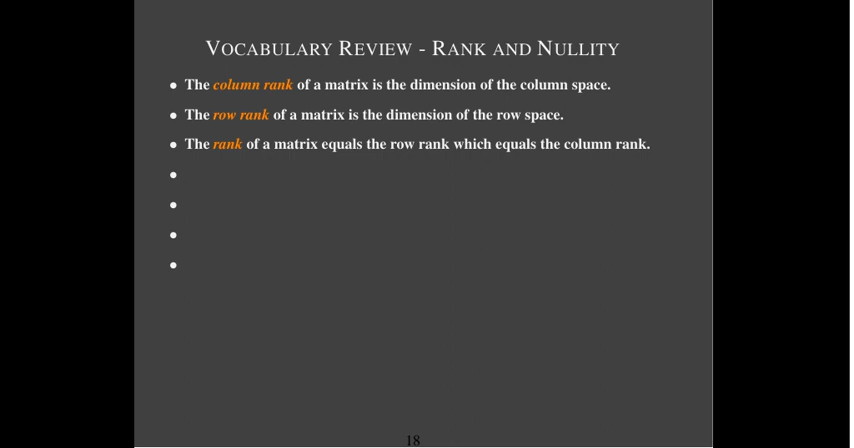 VOCABULARY REVIEW - RANK AND NULLITY
• The column rank of a matrix is the dimension of the column space.
• The row rank of a matrix is the dimension of the row space.
• The rank of a matrix equals the row rank which equals the column rank.
•
•
•
•
18